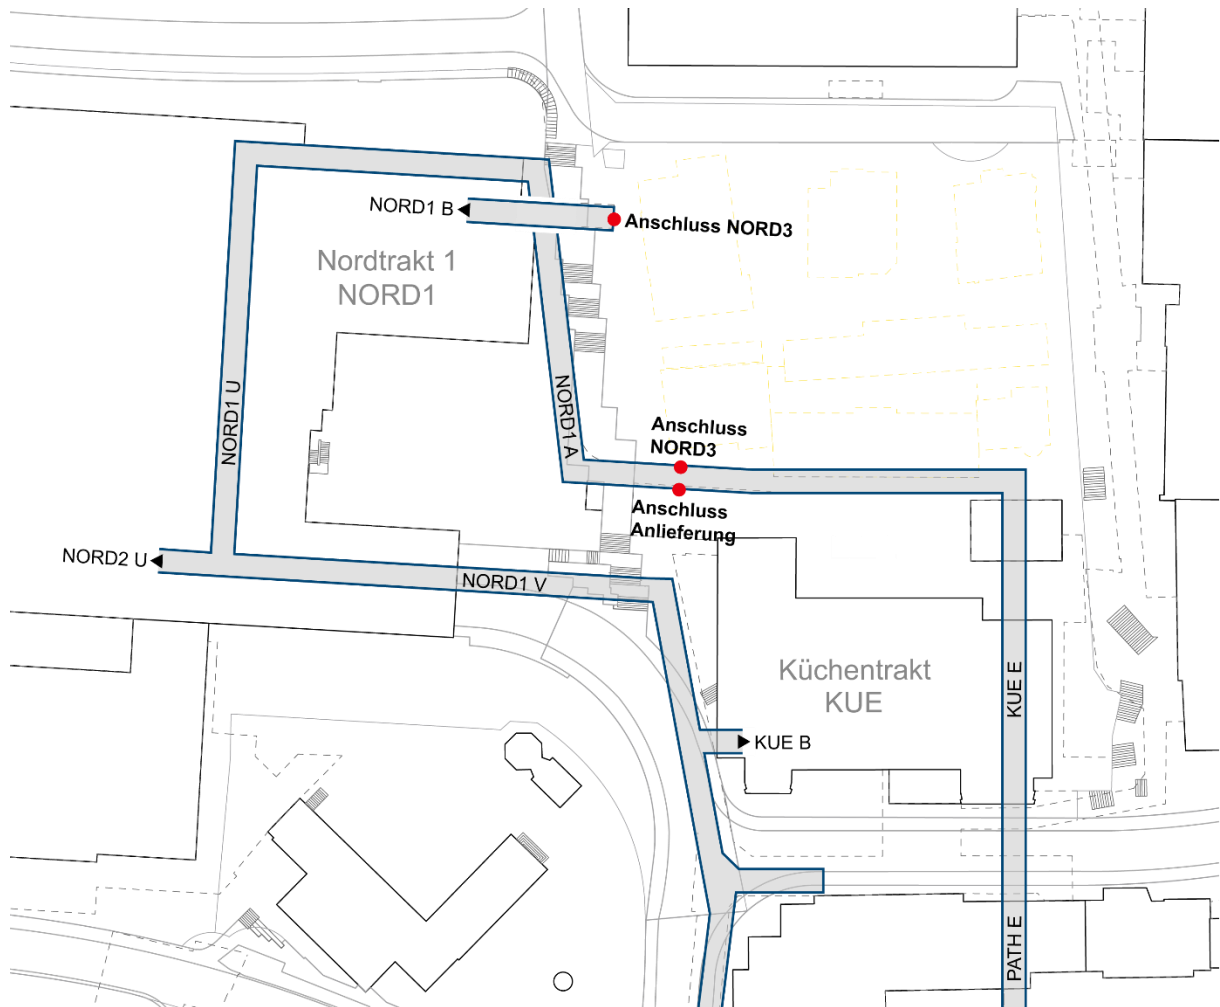 NORD1 B
Anschluss NORD3
Nordtrakt 1
NORD1
NORD1 U
NORD1 A
Anschluss
NORD3
Anschluss
Anlieferung
NORD2 U
NORD1 V
Küchentrakt
KUE
KUE E
KUE B
PATH E